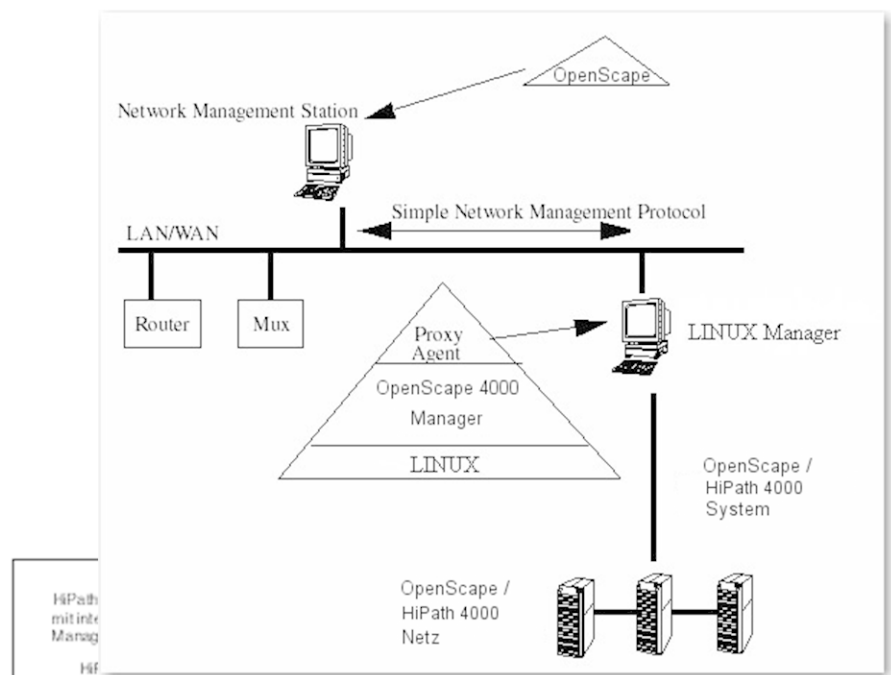 OpenScape
Network Management Station
Simple Network Management Protocol
LAN/WAN
Router
Mux
Proxy
Agent
OpenScape 4000
Manager
LINUX
LINUX Manager
OpenScape /
HiPath 4000
System
OpenScape /
HiPath 4000
Netz
HiPath
mit